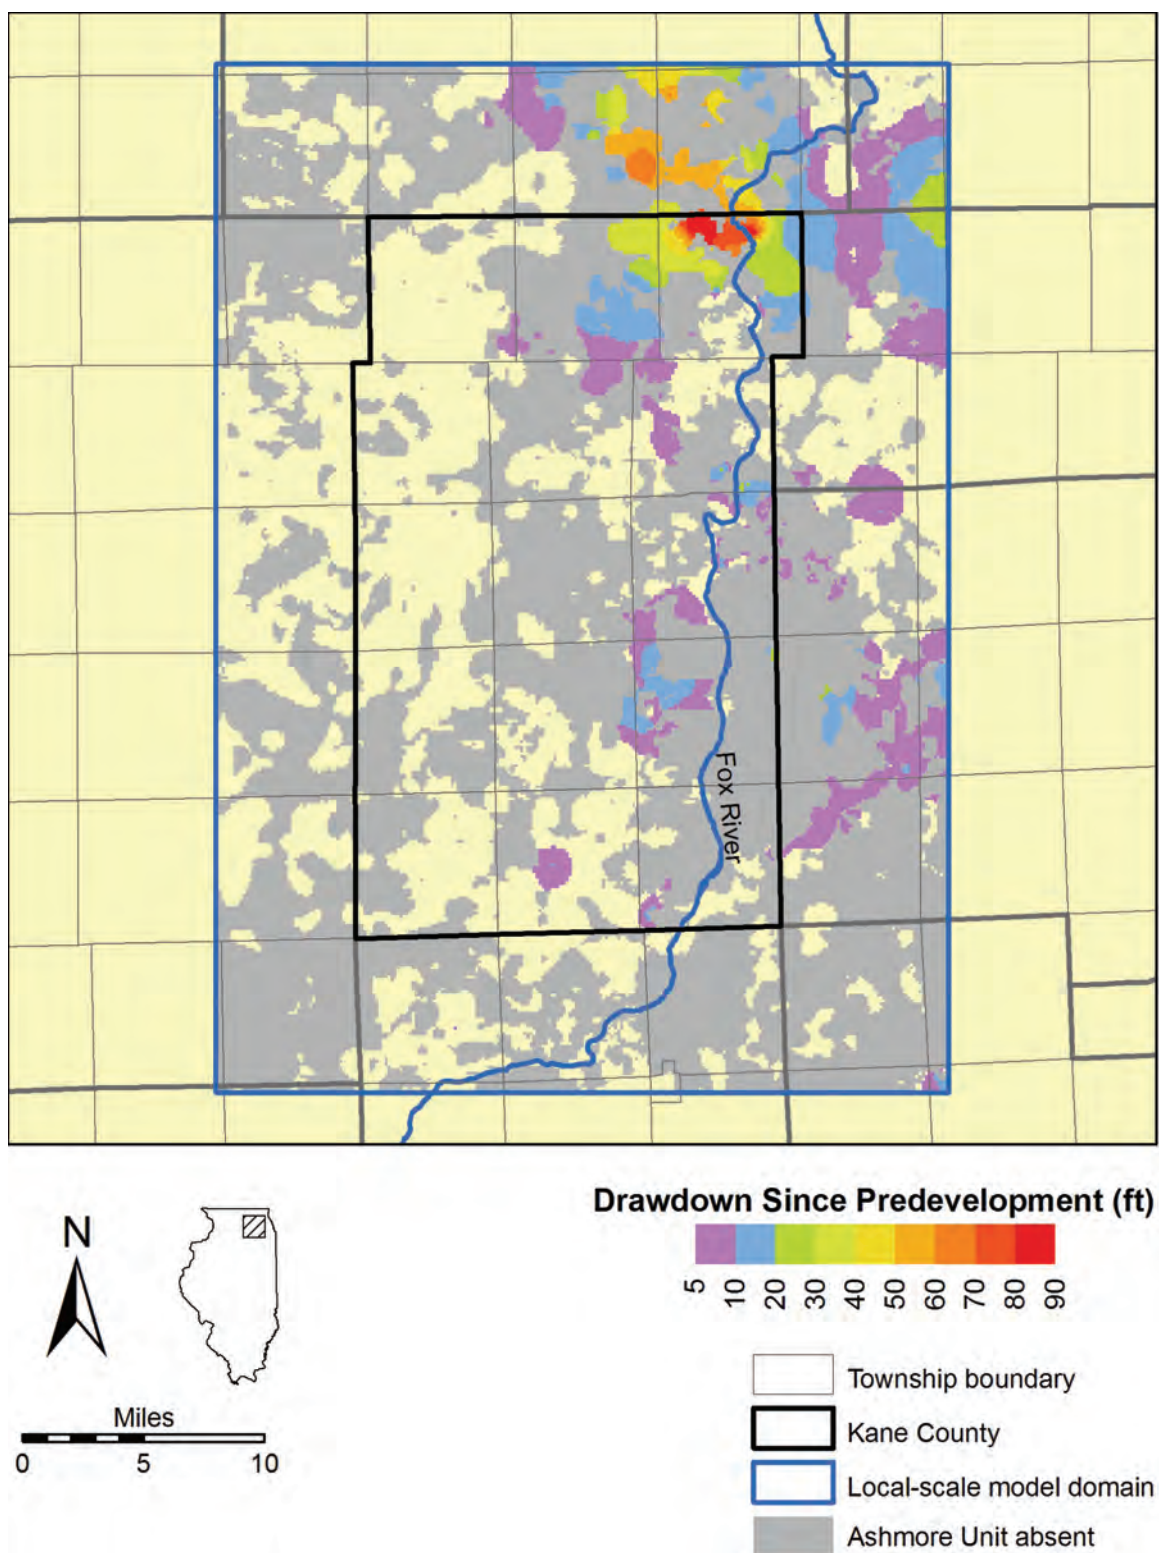 Fox River
Drawdown Since Predevelopment (ft)
5 10 20 30 40 50 60 70 80 90
N
Miles
0 5 10
Township boundary
Kane County
Local-scale model domain
Ashmore Unit absent